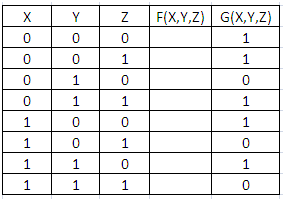 X Y Z F(X,Y,Z) G(X,Y,Z)
0 0 0 1
0 0 1 1
0 1 0 0
0 1 1 1
1 0 0 1
1 0 1 0
1 1 0 1
1 1 1 0